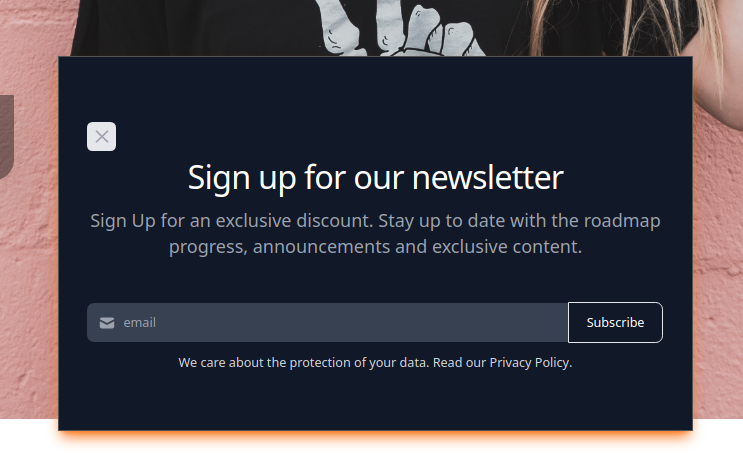 Sign up for our newsletter
Sign Up for an exclusive discount. Stay up to date with the roadmap
progress, announcements and exclusive content.
email
Subscribe
We care about the protection of your data. Read our Privacy Policy.